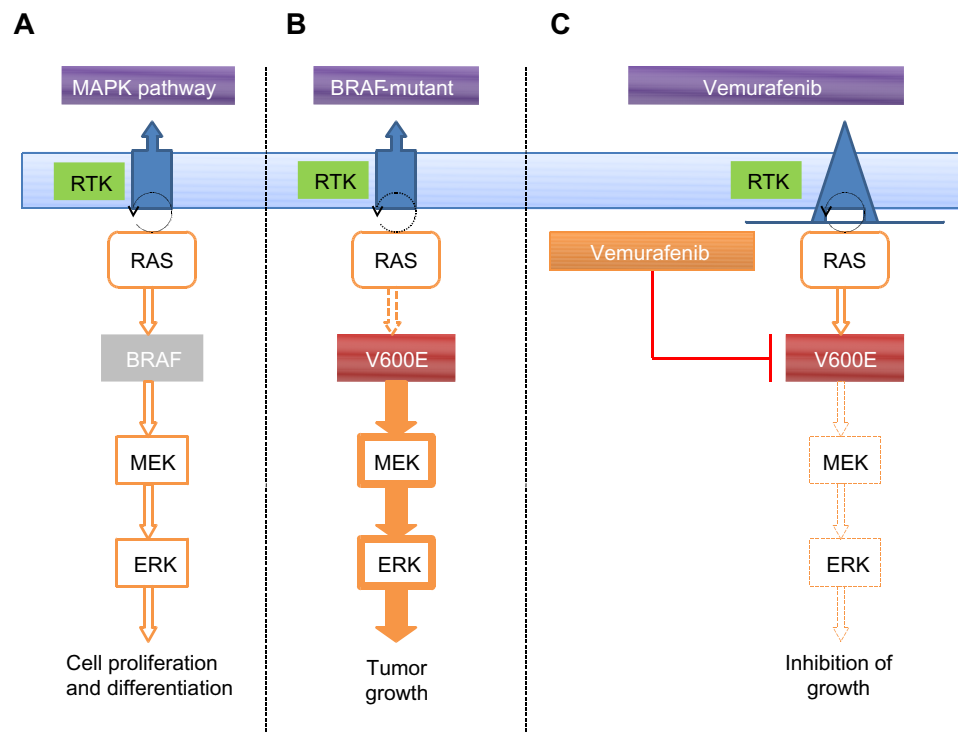 A
MAPK pathway
RTK
RAS
BRAF
MEK
ERK
Cell proliferation
and differentiation
B
BRAF-mutant
RTK
RAS
V600E
MEK
ERK
Tumor
growth
C
Vemurafenib
RTK
Vemurafenib
RAS
V600E
MEK
ERK
Inhibition of
growth